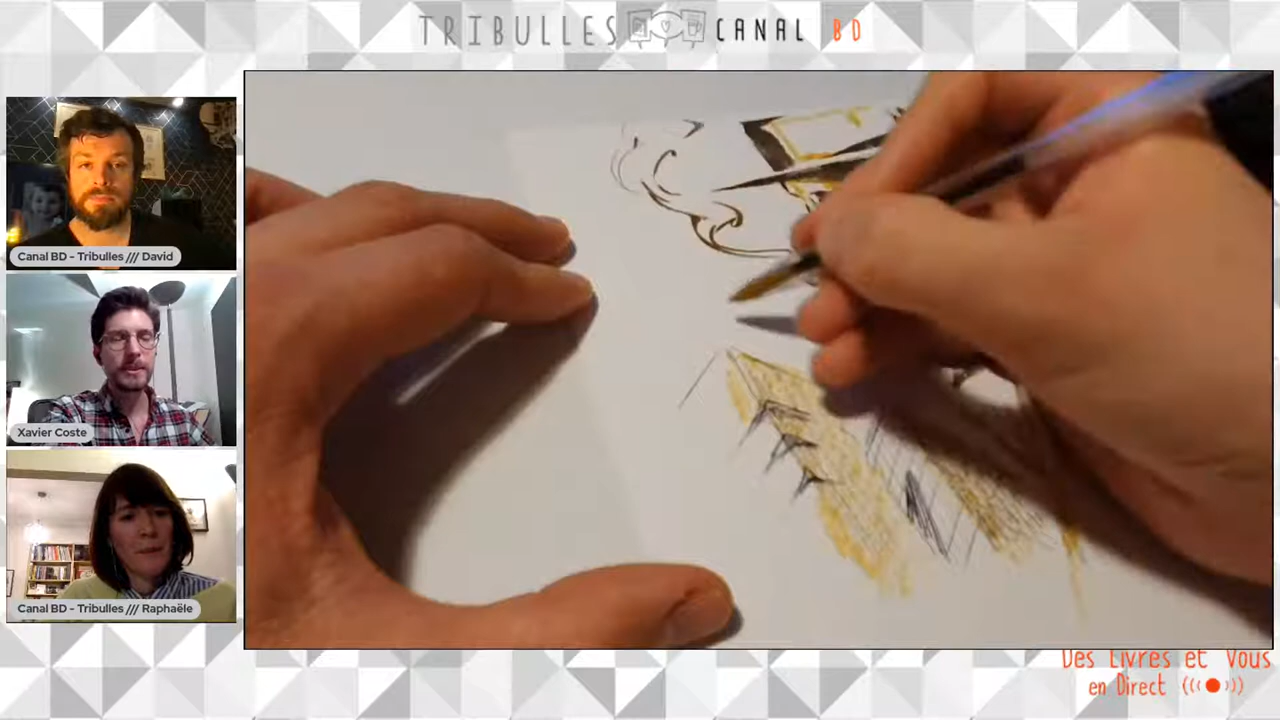 TRIBULLES CANAL BD
Canal BD - Tribulles /// David
Xavier Coste
Canal BD - Tribulles /// Raphaële
Des Livres et Vous
en Direct